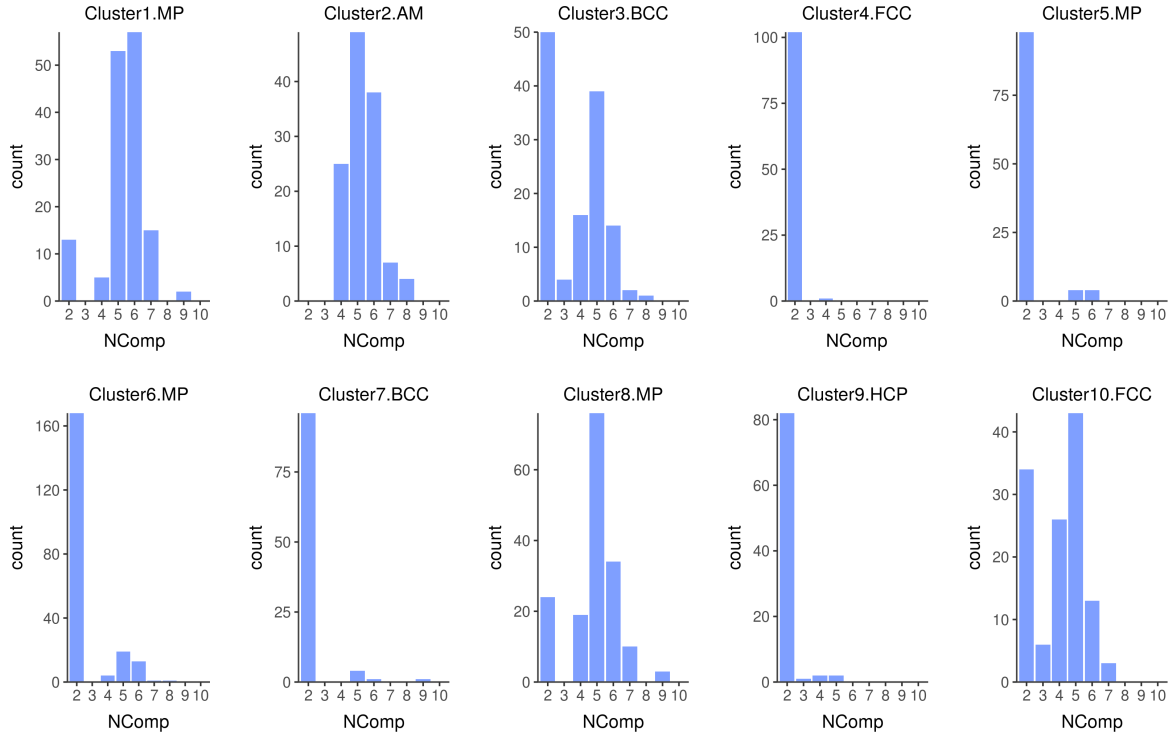 Cluster1.MP Cluster2.AM Cluster3.BCC Cluster4.FCC Cluster5.MP
count 0 10 20 30 40 50
2 3 4 5 6 7 8 9 10
NComp
count 0 10 20 30 40
2 3 4 5 6 7 8 9 10
NComp
count 0 10 20 30 40 50
2 3 4 5 6 7 8 9 10
NComp
count 0 25 50 75 100
2 3 4 5 6 7 8 9 10
NComp
count 0 25 50 75
2 3 4 5 6 7 8 9 10
NComp
Cluster6.MP Cluster7.BCC Cluster8.MP Cluster9.HCP Cluster10.FCC
count 0 40 80 120 160
2 3 4 5 6 7 8 9 10
NComp
count 0 25 50 75
2 3 4 5 6 7 8 9 10
NComp
count 0 20 40 60
2 3 4 5 6 7 8 9 10
NComp
count 0 20 40 60 80
2 3 4 5 6 7 8 9 10
NComp
count 0 10 20 30 40
2 3 4 5 6 7 8 9 10
NComp